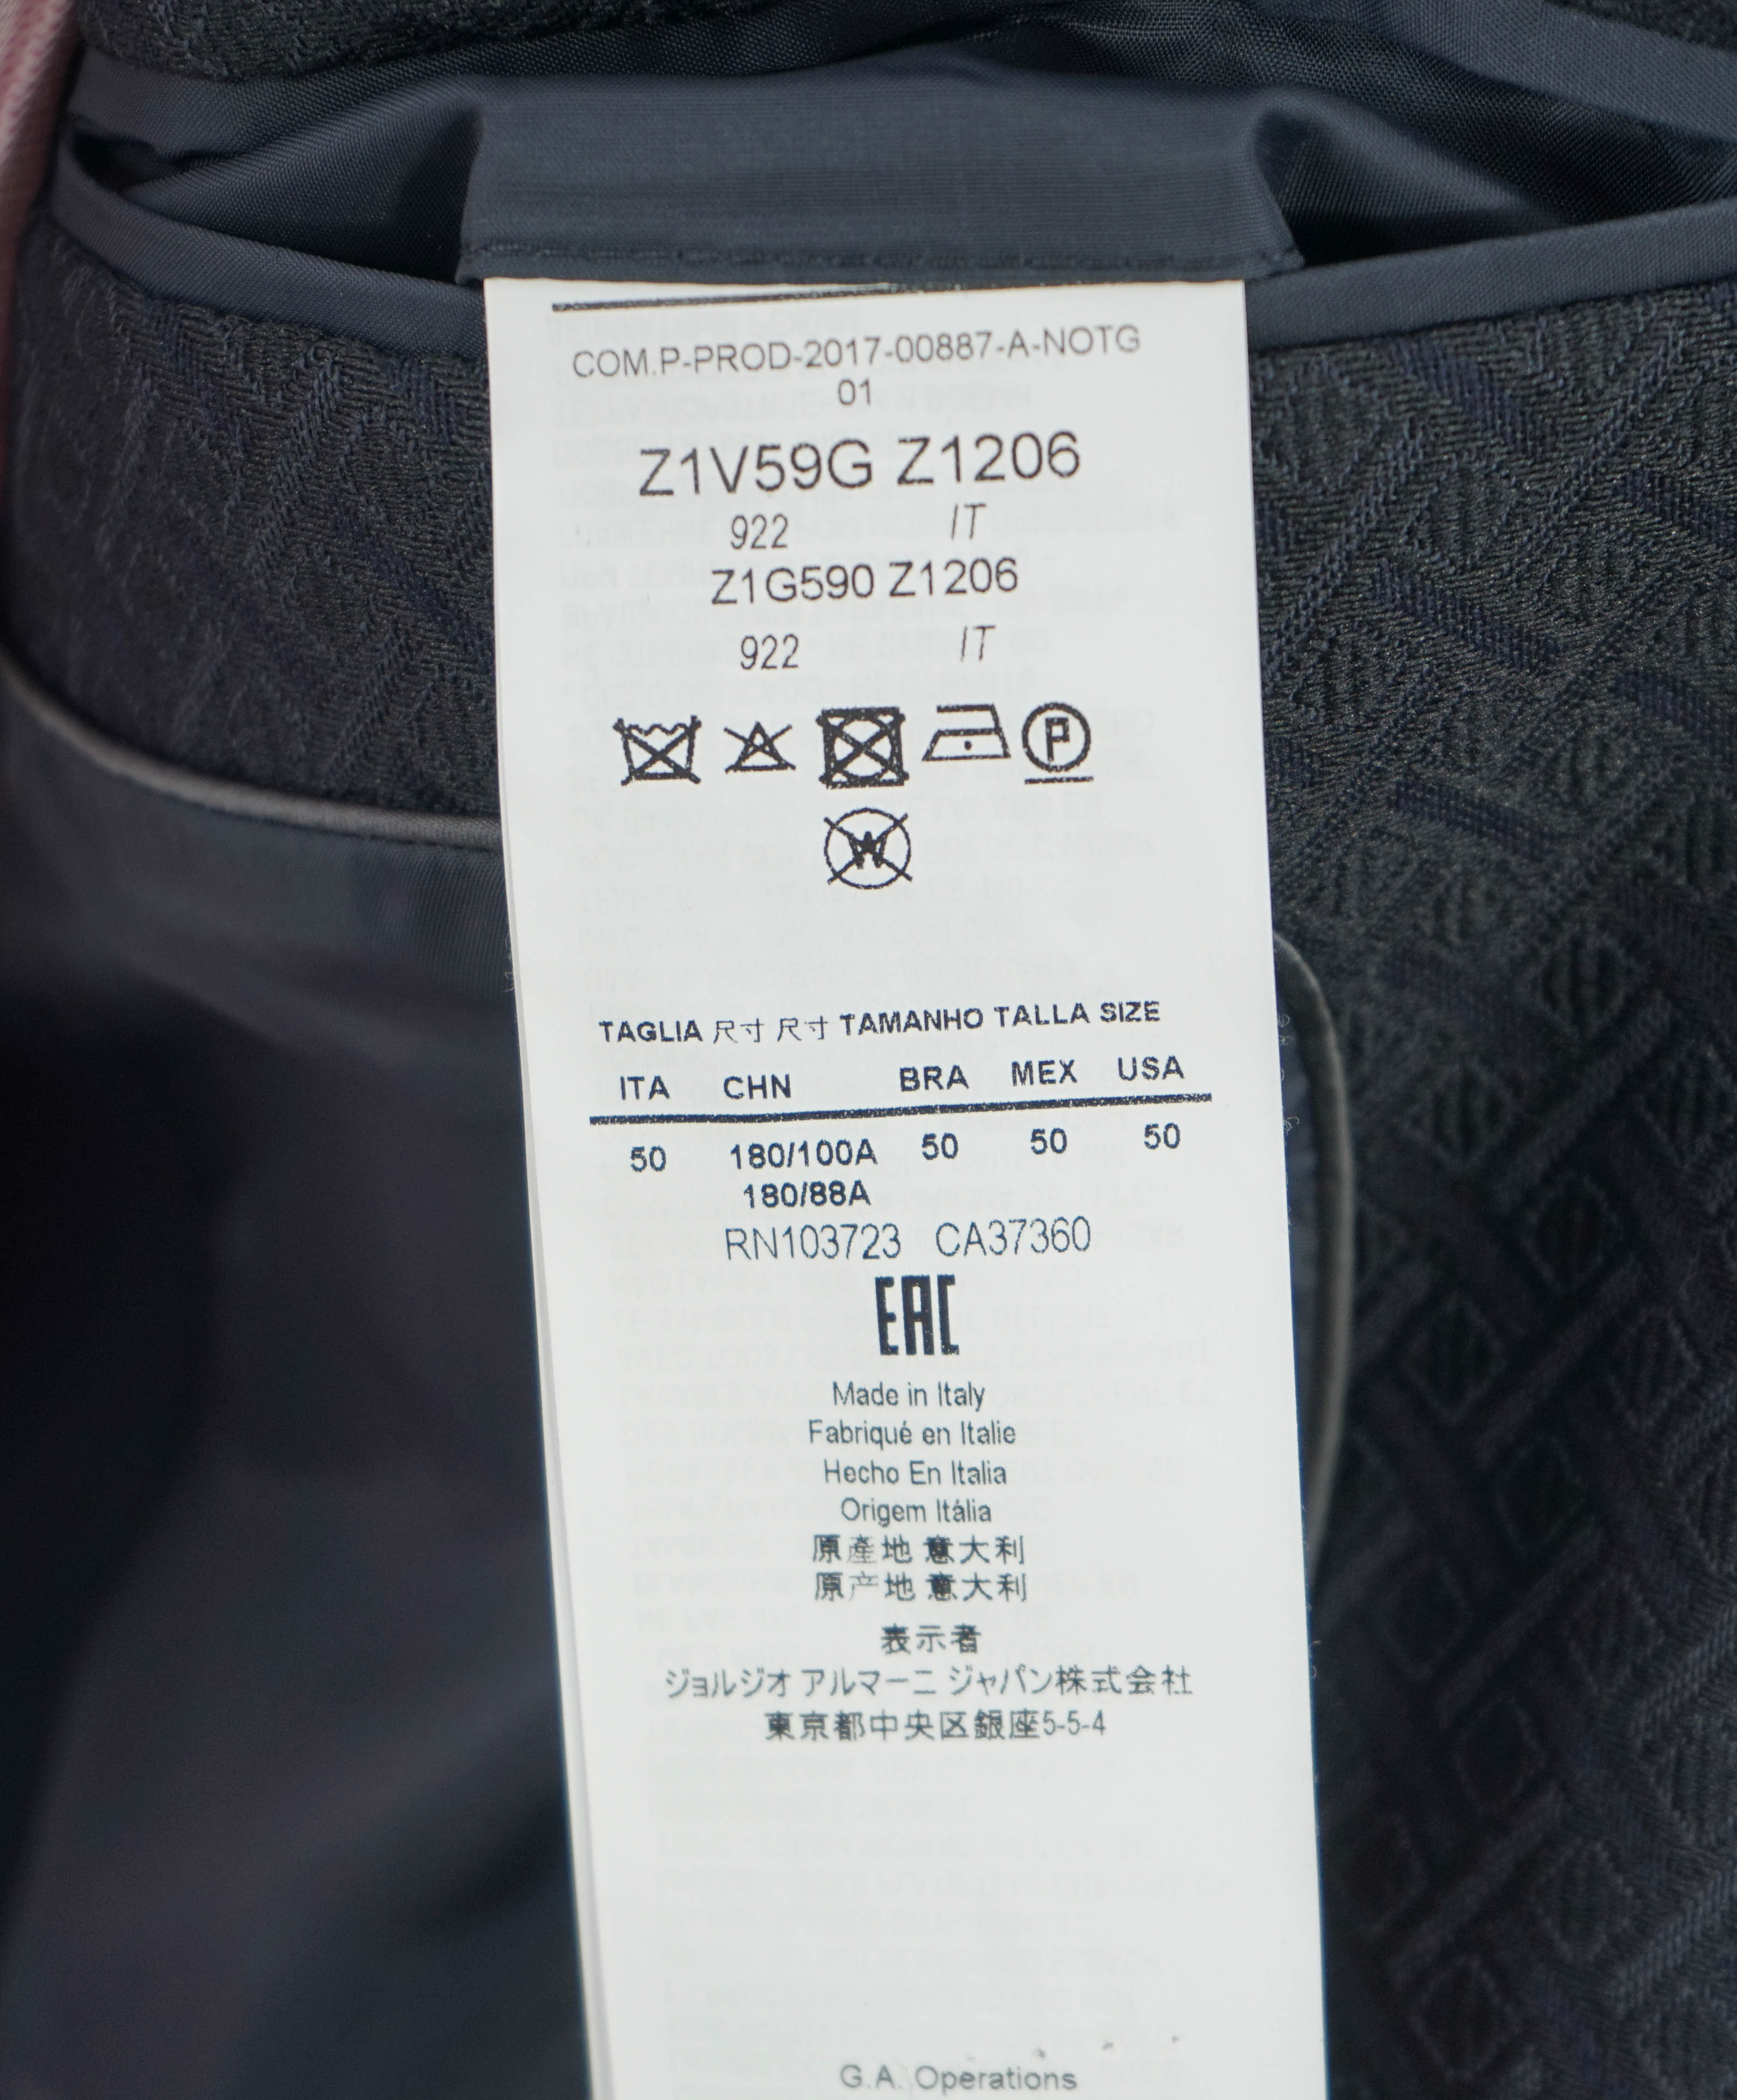 COM.P-PROD-2017-00887-A-NOTG
01
Z1V59G Z1206
922 IT
Z1G590 Z1206
922 IT
P
W
TAGLIA 尺寸 尺寸 TAMANHO TALLA SIZE
ITA CHN BRA MEX USA
50 180/100A 50 50 50
180/88A
RN103723 CA37360
EAC
Made in Italy
Fabriqué en Italie
Hecho En Italia
Origem Itália
原產地 意大利
原产地 意大利
表示者
ジョルジオ アルマーニ ジャパン株式会社
東京都中央区銀座5-5-4
G.A. Operations